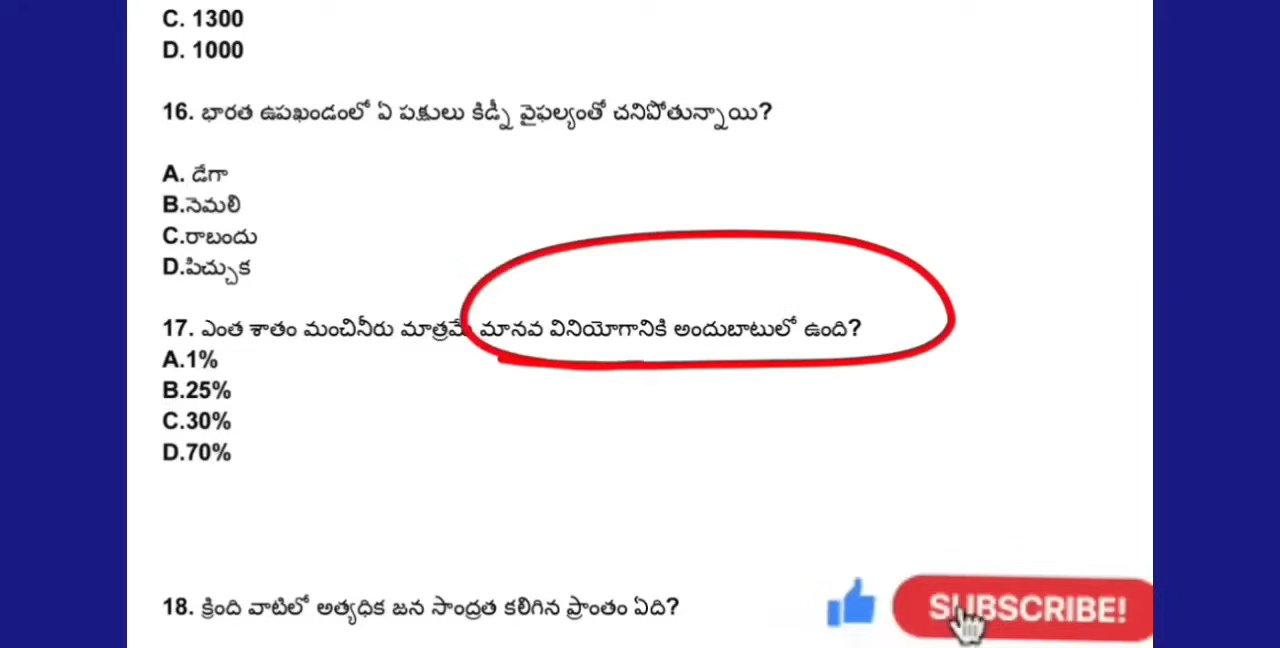 C. 1300
D. 1000
16. భారత ఉపఖండంలో ఏ పక్షులు కిడ్నీ వైఫల్యంతో చనిపోతున్నాయి?
A. డేగా
B.నెమలి
C.రాబందు
D.పిచ్చుక
17. ఎంత శాతం మంచినీరు మాత్రమే మానవ వినియోగానికి అందుబాటులో ఉంది?
A.1%
B.25%
C.30%
D.70%
18. క్రింది వాటిలో అత్యధిక జన సాంద్రత కలిగిన ప్రాంతం ఏది?
SUBSCRIBE!